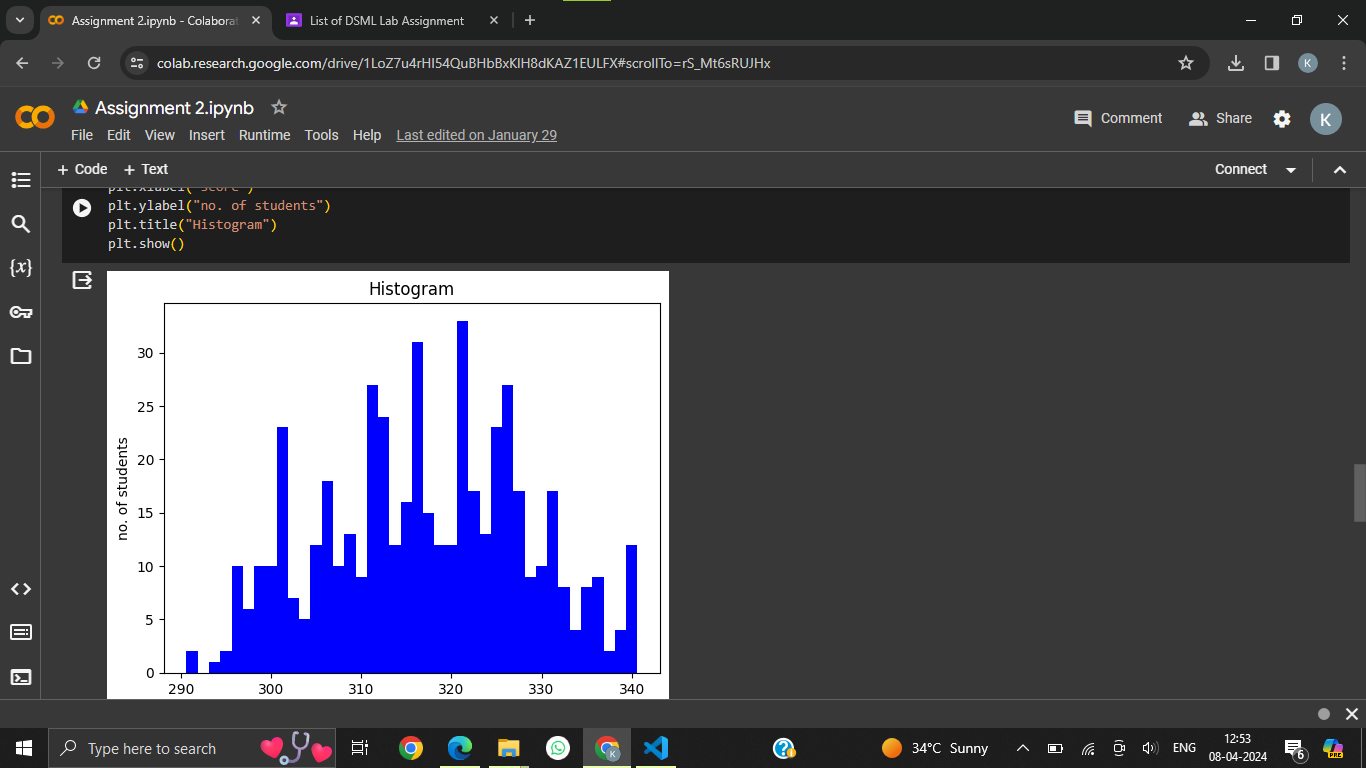 Assignment 2.ipynb - Colaborat
List of DSML Lab Assignment
colab.research.google.com/drive/1LoZ7u4rHI54QuBHbBxKlH8dKAZ1EULFX#scrollTo=rS_Mt6sRUJHx
K
Assignment 2.ipynb
File Edit View Insert Runtime Tools Help Last edited on January 29
Comment Share K
+ Code + Text
Connect
plt.xlabel("score")
plt.ylabel("no. of students")
plt.title("Histogram")
plt.show()
{x}
Histogram
no. of students
30
25
20
15
10
5
0
290 300 310 320 330 340
Type here to search
K
34°C Sunny
ENG
12:53
08-04-2024
6
PRE